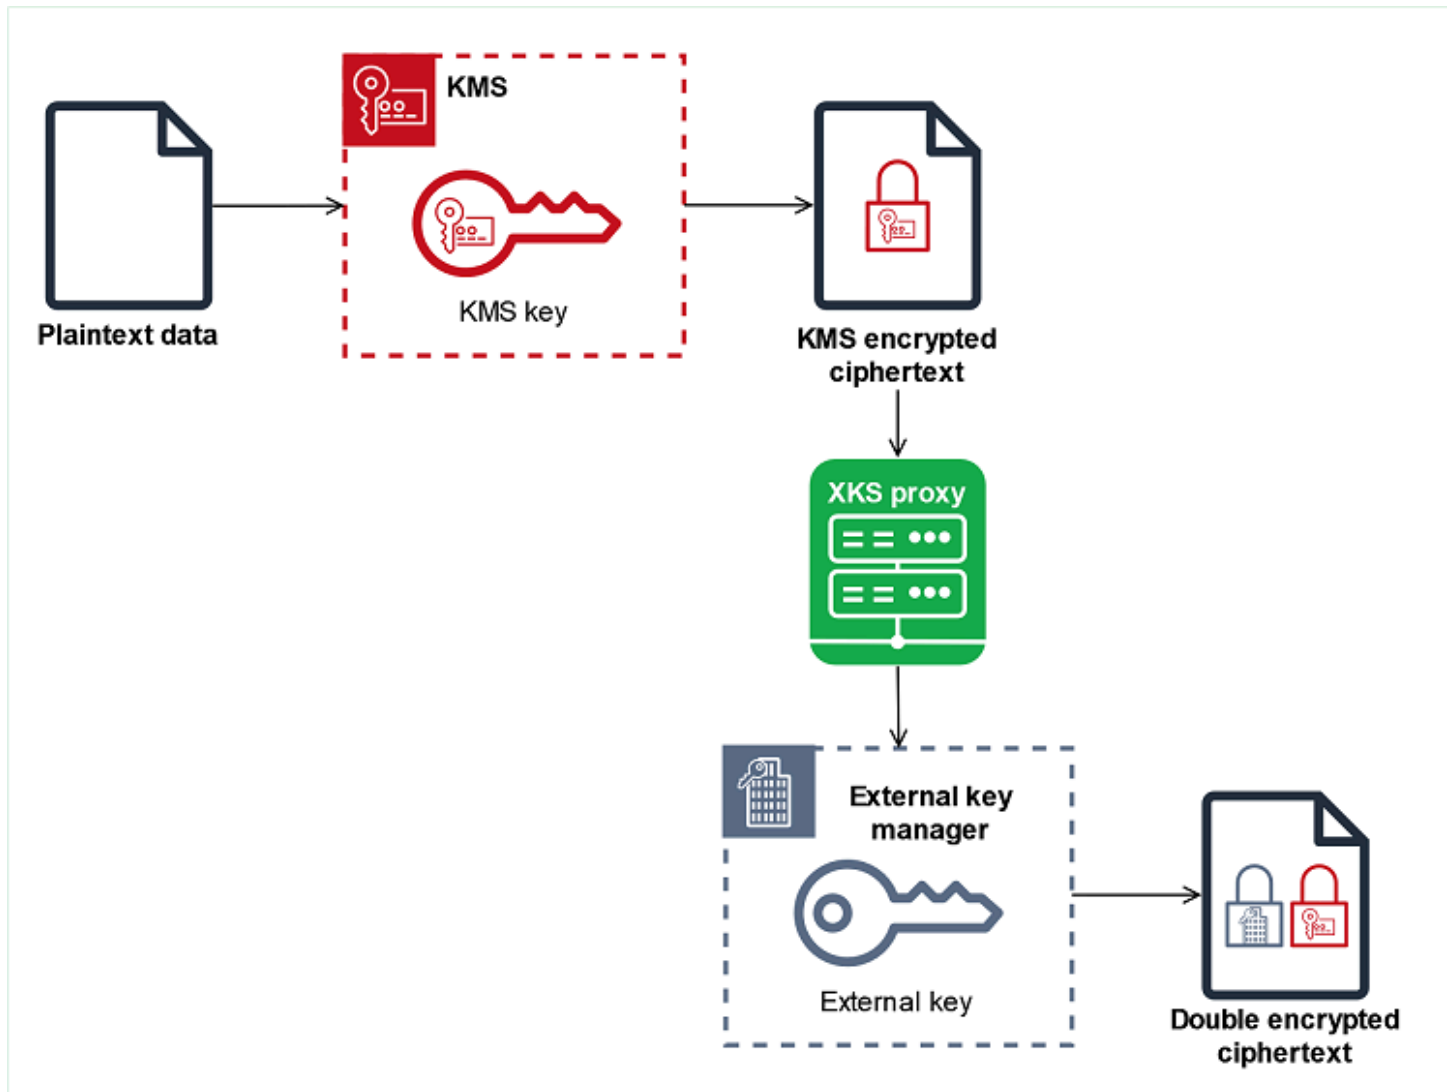 KMS
KMS key
Plaintext data
KMS encrypted
ciphertext
XKS proxy
External key
manager
External key
Double encrypted
ciphertext